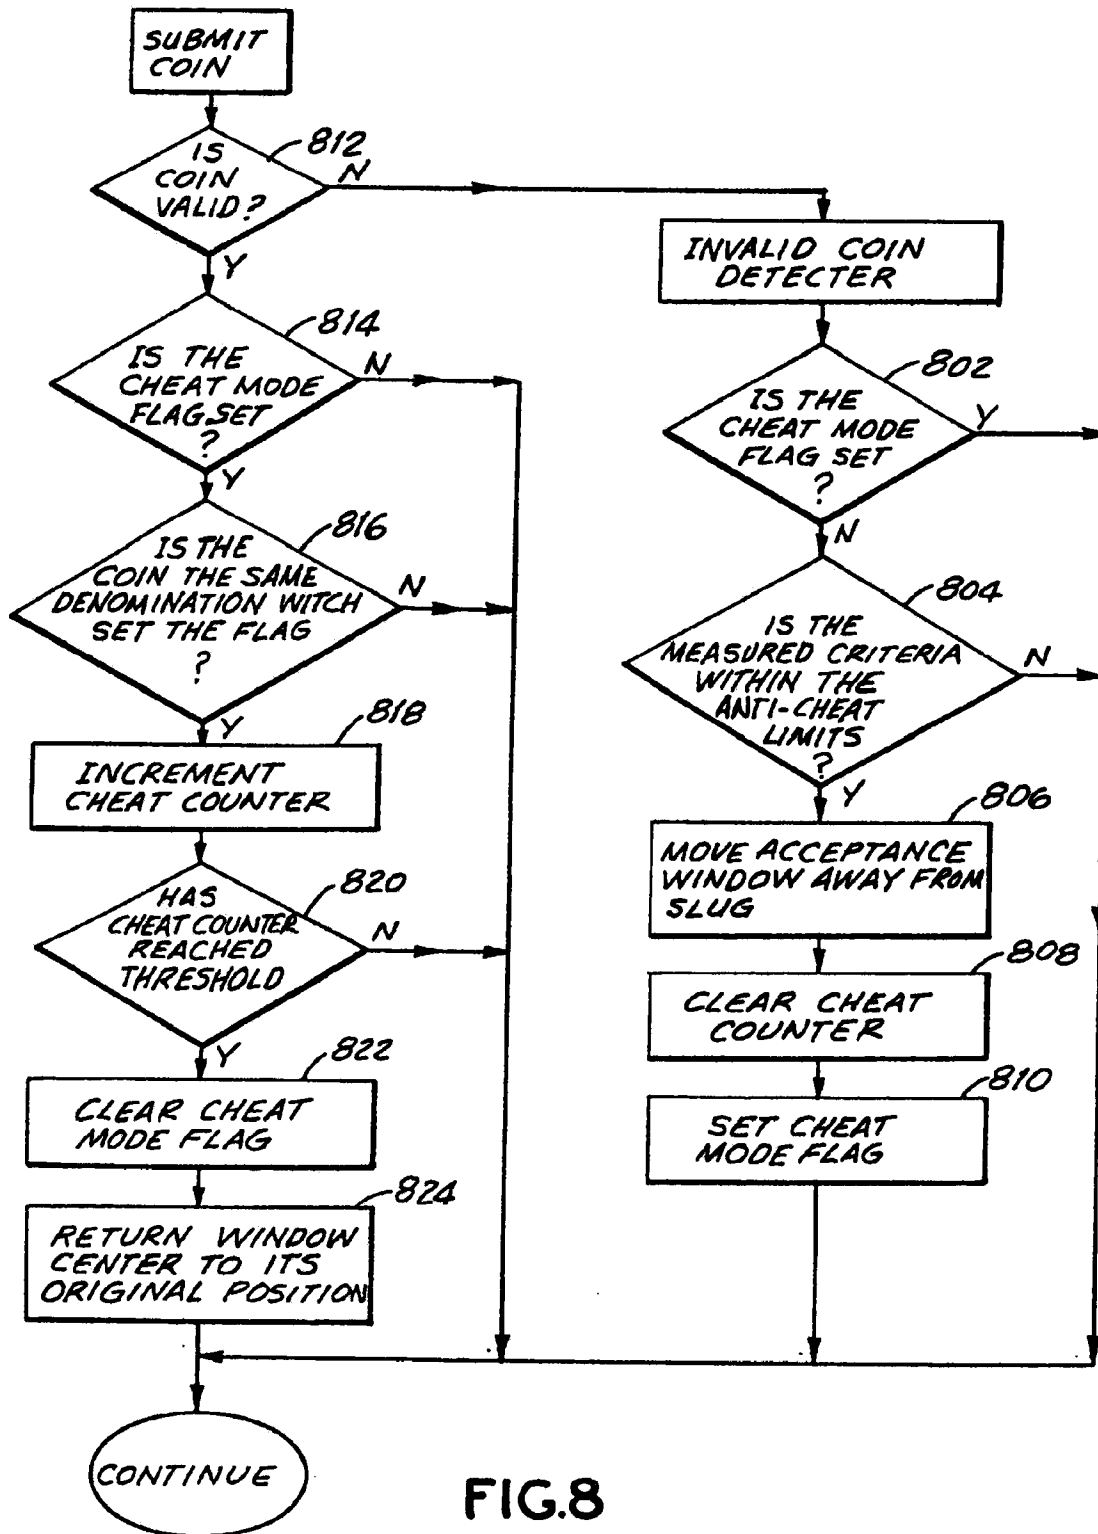 SUBMIT
COIN
812
IS
COIN
VALID?
N
Y
INVALID COIN
DETECTER
814
IS THE
CHEAT MODE
FLAG SET
?
N
Y
802
IS THE
CHEAT MODE
FLAG SET
?
Y
N
816
IS THE
COIN THE SAME
DENOMINATION WITCH
SET THE FLAG
?
N
Y
804
IS THE
MEASURED CRITERIA
WITHIN THE
ANTI-CHEAT
LIMITS
?
N
Y
818
INCREMENT
CHEAT COUNTER
806
MOVE ACCEPTANCE
WINDOW AWAY FROM
SLUG
820
HAS
CHEAT COUNTER
REACHED
THRESHOLD
N
Y
808
CLEAR CHEAT
COUNTER
822
CLEAR CHEAT
MODE FLAG
810
SET CHEAT
MODE FLAG
824
RETURN WINDOW
CENTER TO ITS
ORIGINAL POSITION
CONTINUE
FIG.8